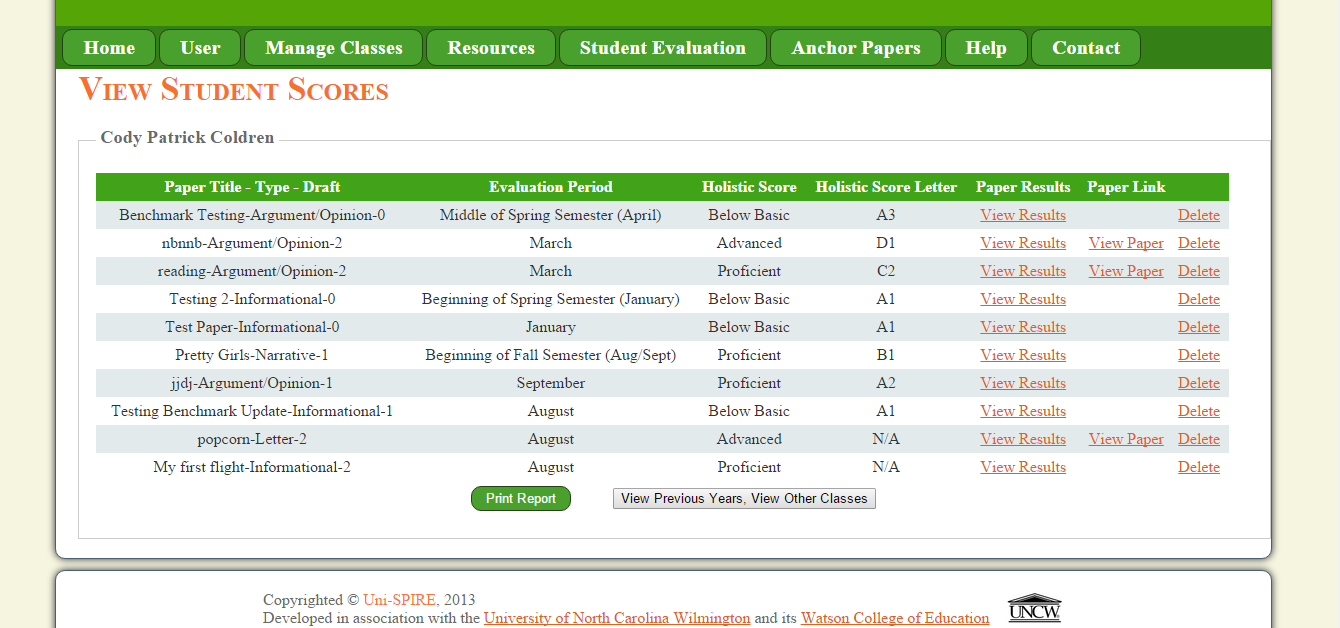 Home User Manage Classes Resources Student Evaluation Anchor Papers Help Contact
View Student Scores
Cody Patrick Coldren
Paper Title - Type - Draft Evaluation Period Holistic Score Holistic Score Letter Paper Results Paper Link
Benchmark Testing-Argument/Opinion-0 Middle of Spring Semester (April) Below Basic A3 View Results Delete
nbnnb-Argument/Opinion-2 March Advanced D1 View Results View Paper Delete
reading-Argument/Opinion-2 March Proficient C2 View Results View Paper Delete
Testing 2-Informational-0 Beginning of Spring Semester (January) Below Basic A1 View Results Delete
Test Paper-Informational-0 January Below Basic A1 View Results Delete
Pretty Girls-Narrative-1 Beginning of Fall Semester (Aug/Sept) Proficient B1 View Results Delete
jjdj-Argument/Opinion-1 September Proficient A2 View Results Delete
Testing Benchmark Update-Informational-1 August Below Basic A1 View Results Delete
popcorn-Letter-2 August Advanced N/A View Results View Paper Delete
My first flight-Informational-2 August Proficient N/A View Results Delete
Print Report View Previous Years, View Other Classes
Copyrighted © Uni-SPIRE, 2013
Developed in association with the University of North Carolina Wilmington and its Watson College of Education
UNCW